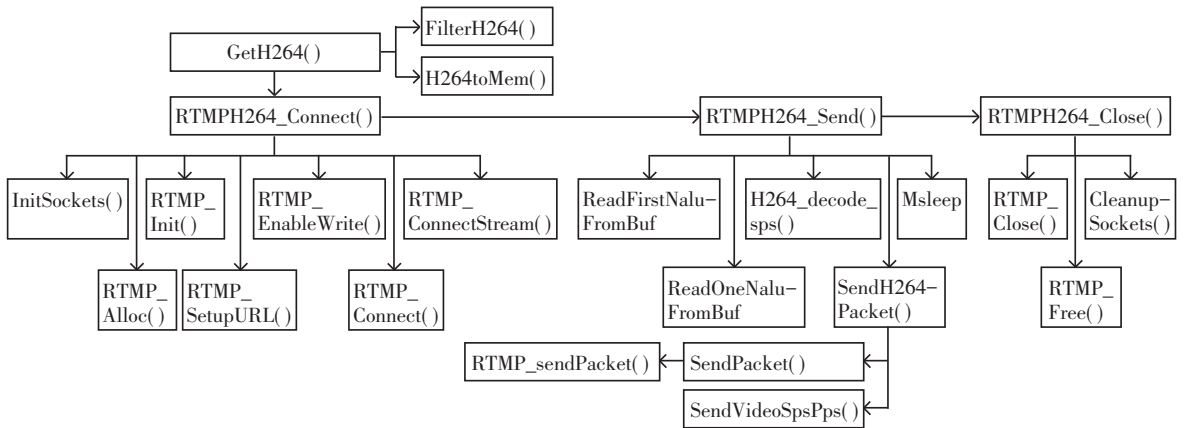 FilterH264( )
GetH264( )
H264toMem( )
RTMPH264_Connect( )
RTMPH264_Send( )
RTMPH264_Close( )
InitSockets( )
RTMP_
Init( )
RTMP_
EnableWrite( )
RTMP_
ConnectStream( )
ReadFirstNalu-
FromBuf
H264_decode_
sps( )
Msleep
RTMP_
Close( )
Cleanup-
Sockets( )
RTMP_
Alloc( )
RTMP_
SetupURL( )
RTMP_
Connect( )
ReadOneNalu-
FromBuf
SendH264-
Packet( )
RTMP_
Free( )
RTMP_sendPacket( )
SendPacket( )
SendVideoSpsPps( )